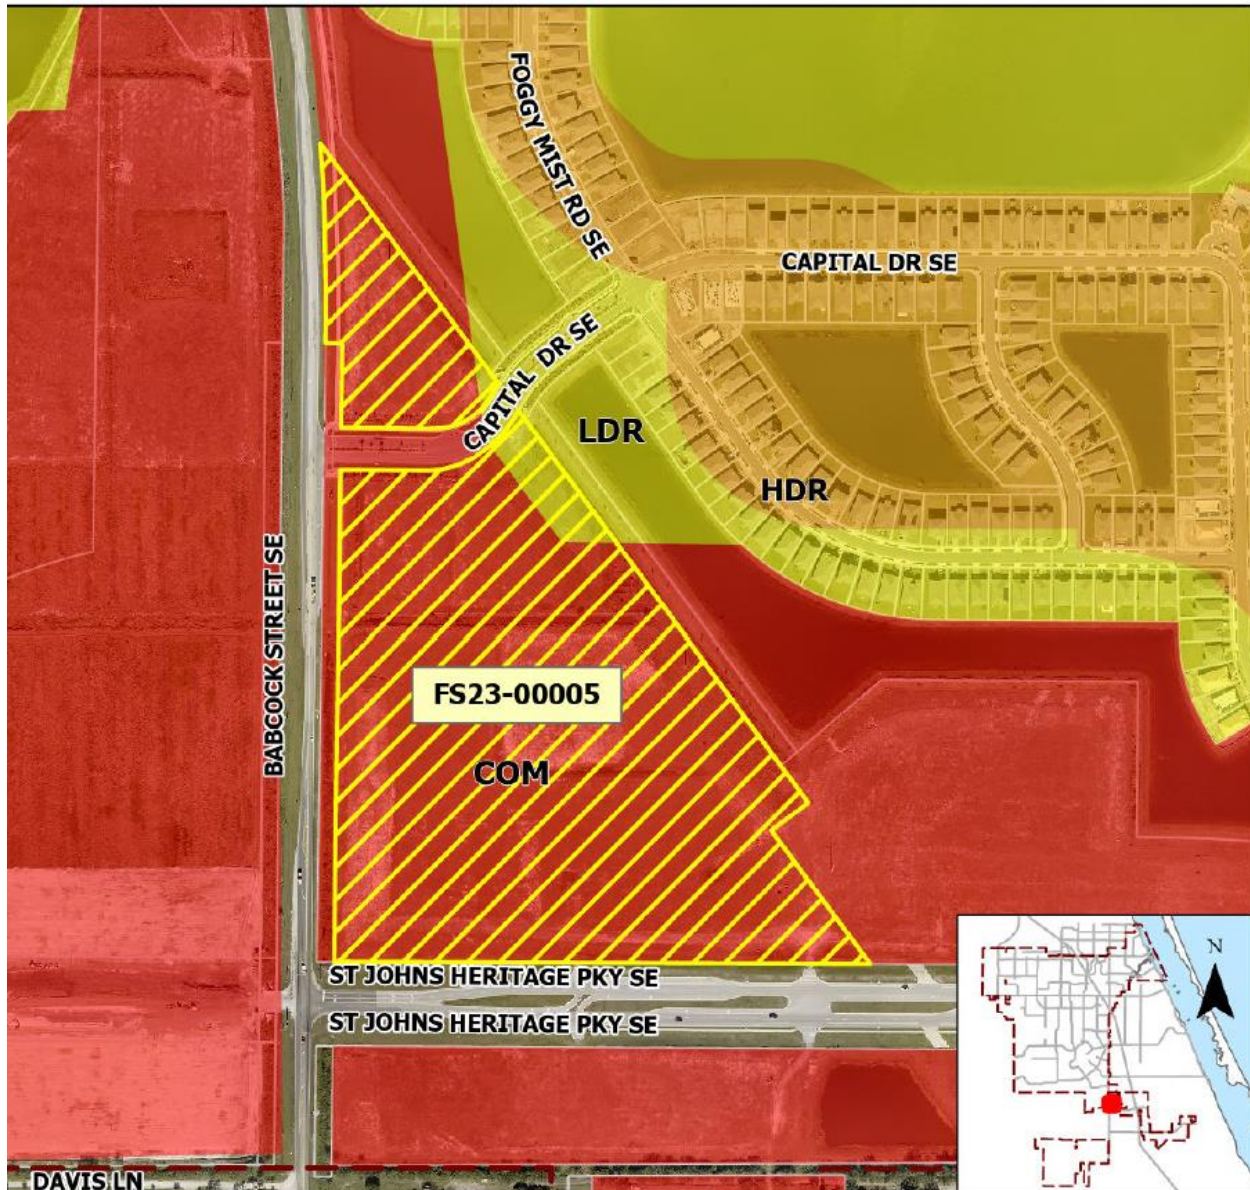 FOGGY MIST RD SE
CAPITAL DR SE
CAPITAL DR SE
LDR
HDR
BABCOCK STREET SE
FS23-00005
COM
ST JOHNS HERITAGE PKY SE
ST JOHNS HERITAGE PKY SE
N
DAVIS LN